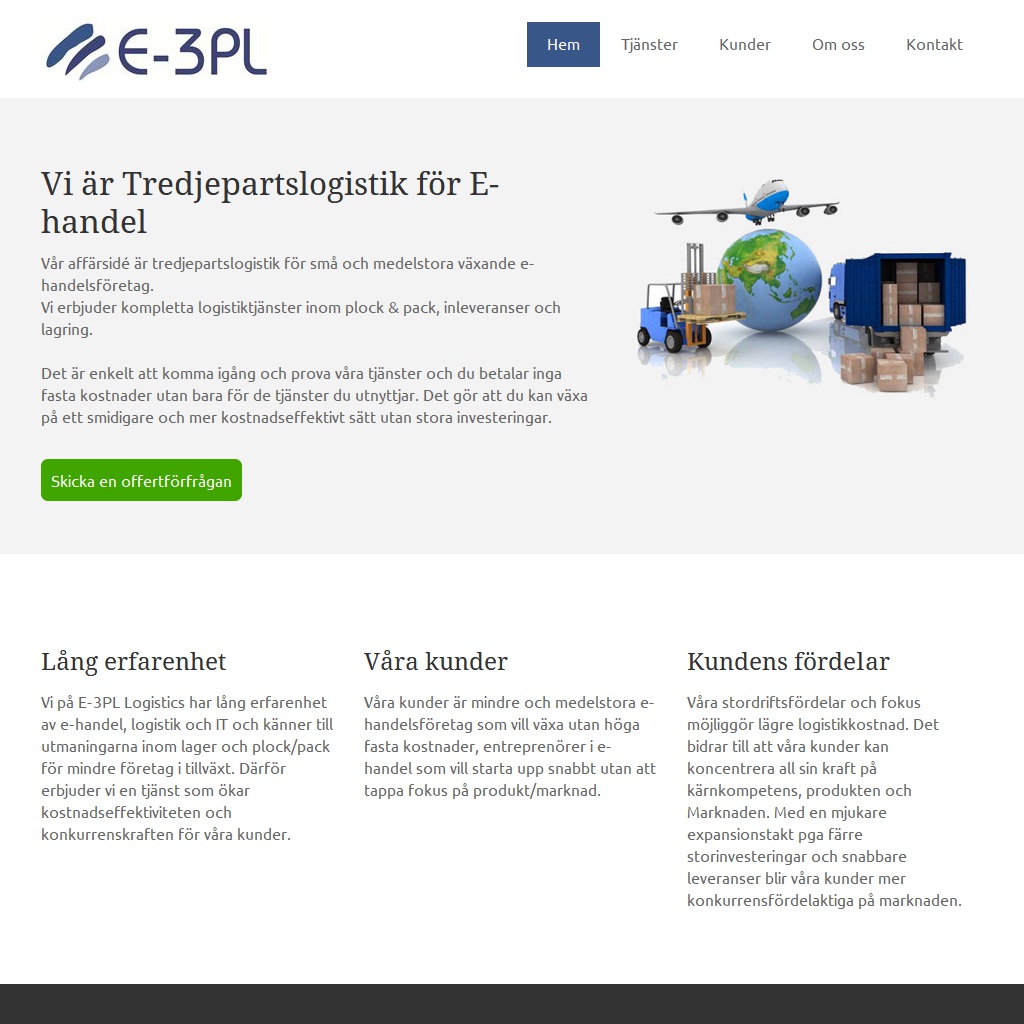 E-3PL
Hem
Tjänster
Kunder
Om oss
Kontakt
Vi är Tredjepartslogistik för E-
handel
Vår affärsidé är tredjepartslogistik för små och medelstora växande e-
handelsföretag.
Vi erbjuder kompletta logistiktjänster inom plock & pack, inleveranser och
lagring.
Det är enkelt att komma igång och prova våra tjänster och du betalar inga
fasta kostnader utan bara för de tjänster du utnyttjar. Det gör att du kan växa
på ett smidigare och mer kostnadseffektivt sätt utan stora investeringar.
Skicka en offertförfrågan
Lång erfarenhet
Vi på E-3PL Logistics har lång erfarenhet
av e-handel, logistik och IT och känner till
utmaningarna inom lager och plock/pack
för mindre företag i tillväxt. Därför
erbjuder vi en tjänst som ökar
kostnadseffektiviteten och
konkurrenskraften för våra kunder.
Våra kunder
Våra kunder är mindre och medelstora e-
handelsföretag som vill växa utan höga
fasta kostnader, entreprenörer i e-
handel som vill starta upp snabbt utan att
tappa fokus på produkt/marknad.
Kundens fördelar
Våra stordriftsfördelar och fokus
möjliggör lägre logistikkostnad. Det
bidrar till att våra kunder kan
koncentrera all sin kraft på
kärnkompetens, produkten och
Marknaden. Med en mjukare
expansionstakt pga färre
storinvesteringar och snabbare
leveranser blir våra kunder mer
konkurrensfördelaktiga på marknaden.